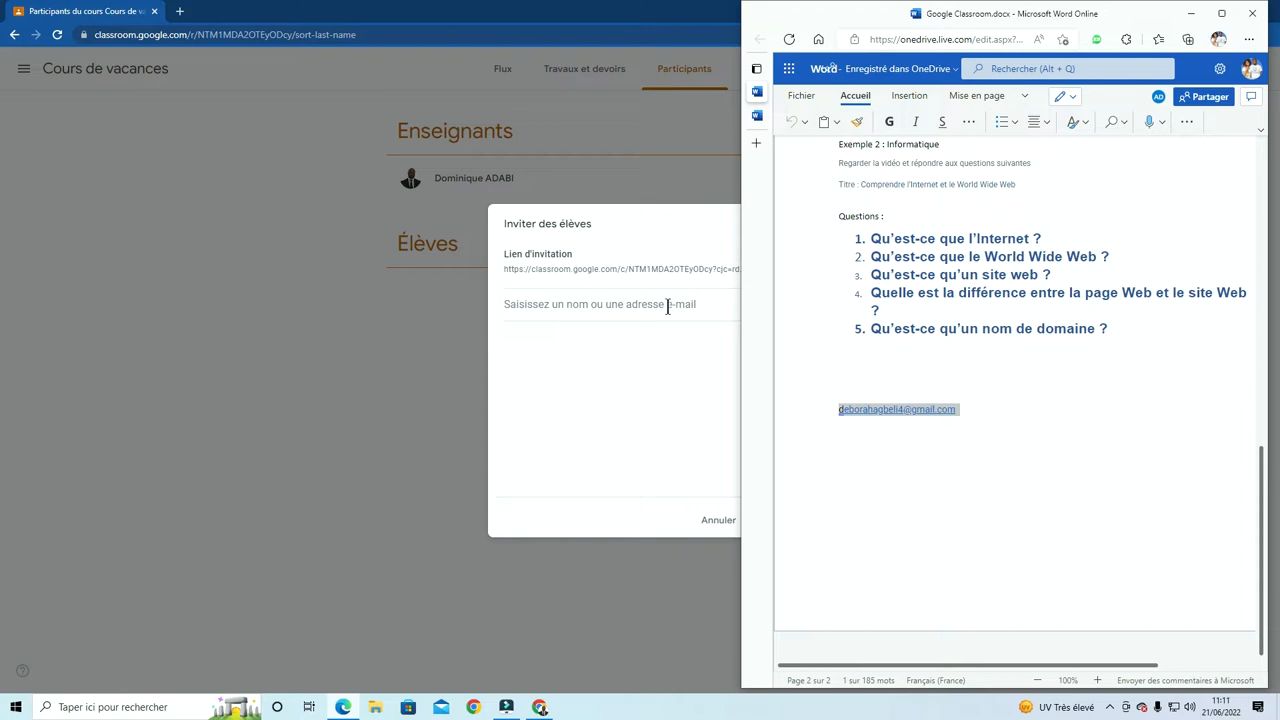 Participants du cours Cours de v
classroom.google.com/r/NTM1MDA2OTEyODcy/sort-last-name
Cours de vacances
Flux
Travaux et devoirs
Participants
Enseignants
Dominique ADABI
Élèves
Inviter des élèves
Lien d'invitation
https://classroom.google.com/c/NTM1MDA2OTEyODcy?cjc=rd
Saisissez un nom ou une adresse e-mail
Annuler
Google Classroom.docx - Microsoft Word Online
https://onedrive.live.com/edit.aspx?...
Word
Enregistré dans OneDrive
Rechercher (Alt + Q)
Fichier
Accueil
Insertion
Mise en page
AD
Partager
G I S
Exemple 2 : Informatique
Regarder la vidéo et répondre aux questions suivantes
Titre : Comprendre l'Internet et le World Wide Web
Questions :
1. Qu'est-ce que l'Internet ?
2. Qu'est-ce que le World Wide Web ?
3. Qu'est-ce qu'un site web ?
4. Quelle est la différence entre la page Web et le site Web
?
5. Qu'est-ce qu'un nom de domaine ?
deborahagbeli4@gmail.com
Page 2 sur 2
1 sur 185 mots
Français (France)
100%
Envoyer des commentaires à Microsoft
Taper ici pour rechercher
UV Très élevé
11:11
21/06/2022